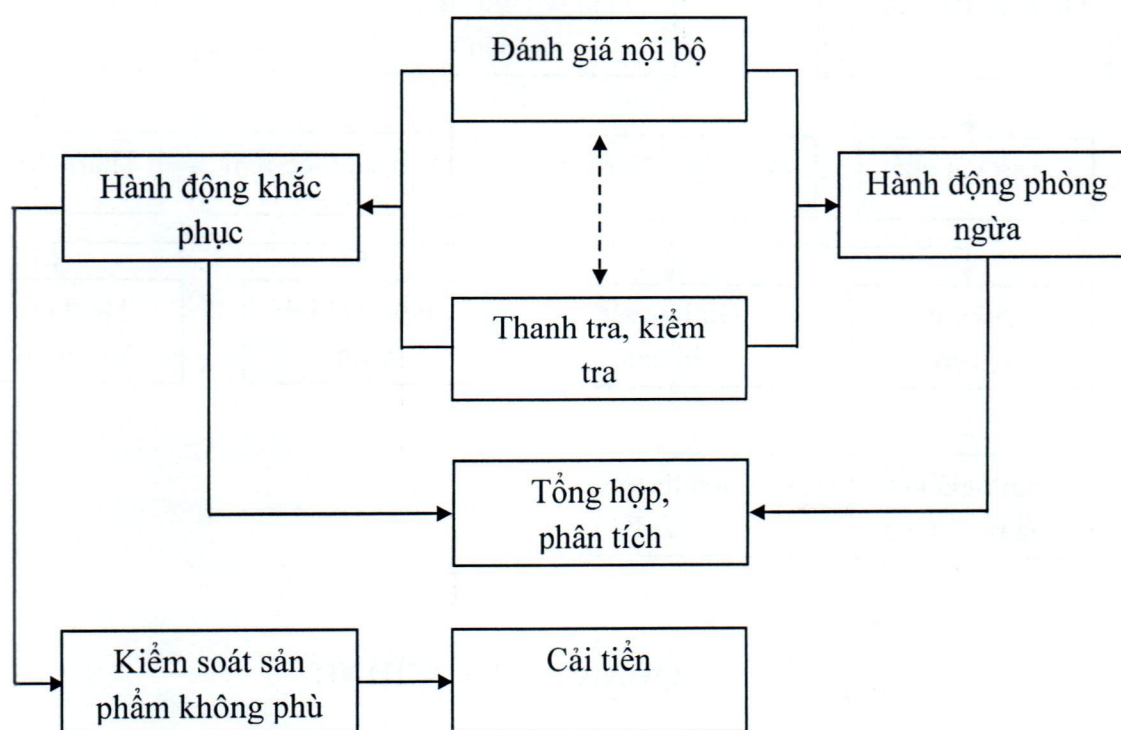 Đánh giá nội bộ
Hành động khắc
phục
Hành động phòng
ngừa
Thanh tra, kiểm
tra
Tổng hợp,
phân tích
Kiểm soát sản
phẩm không phù
Cải tiển